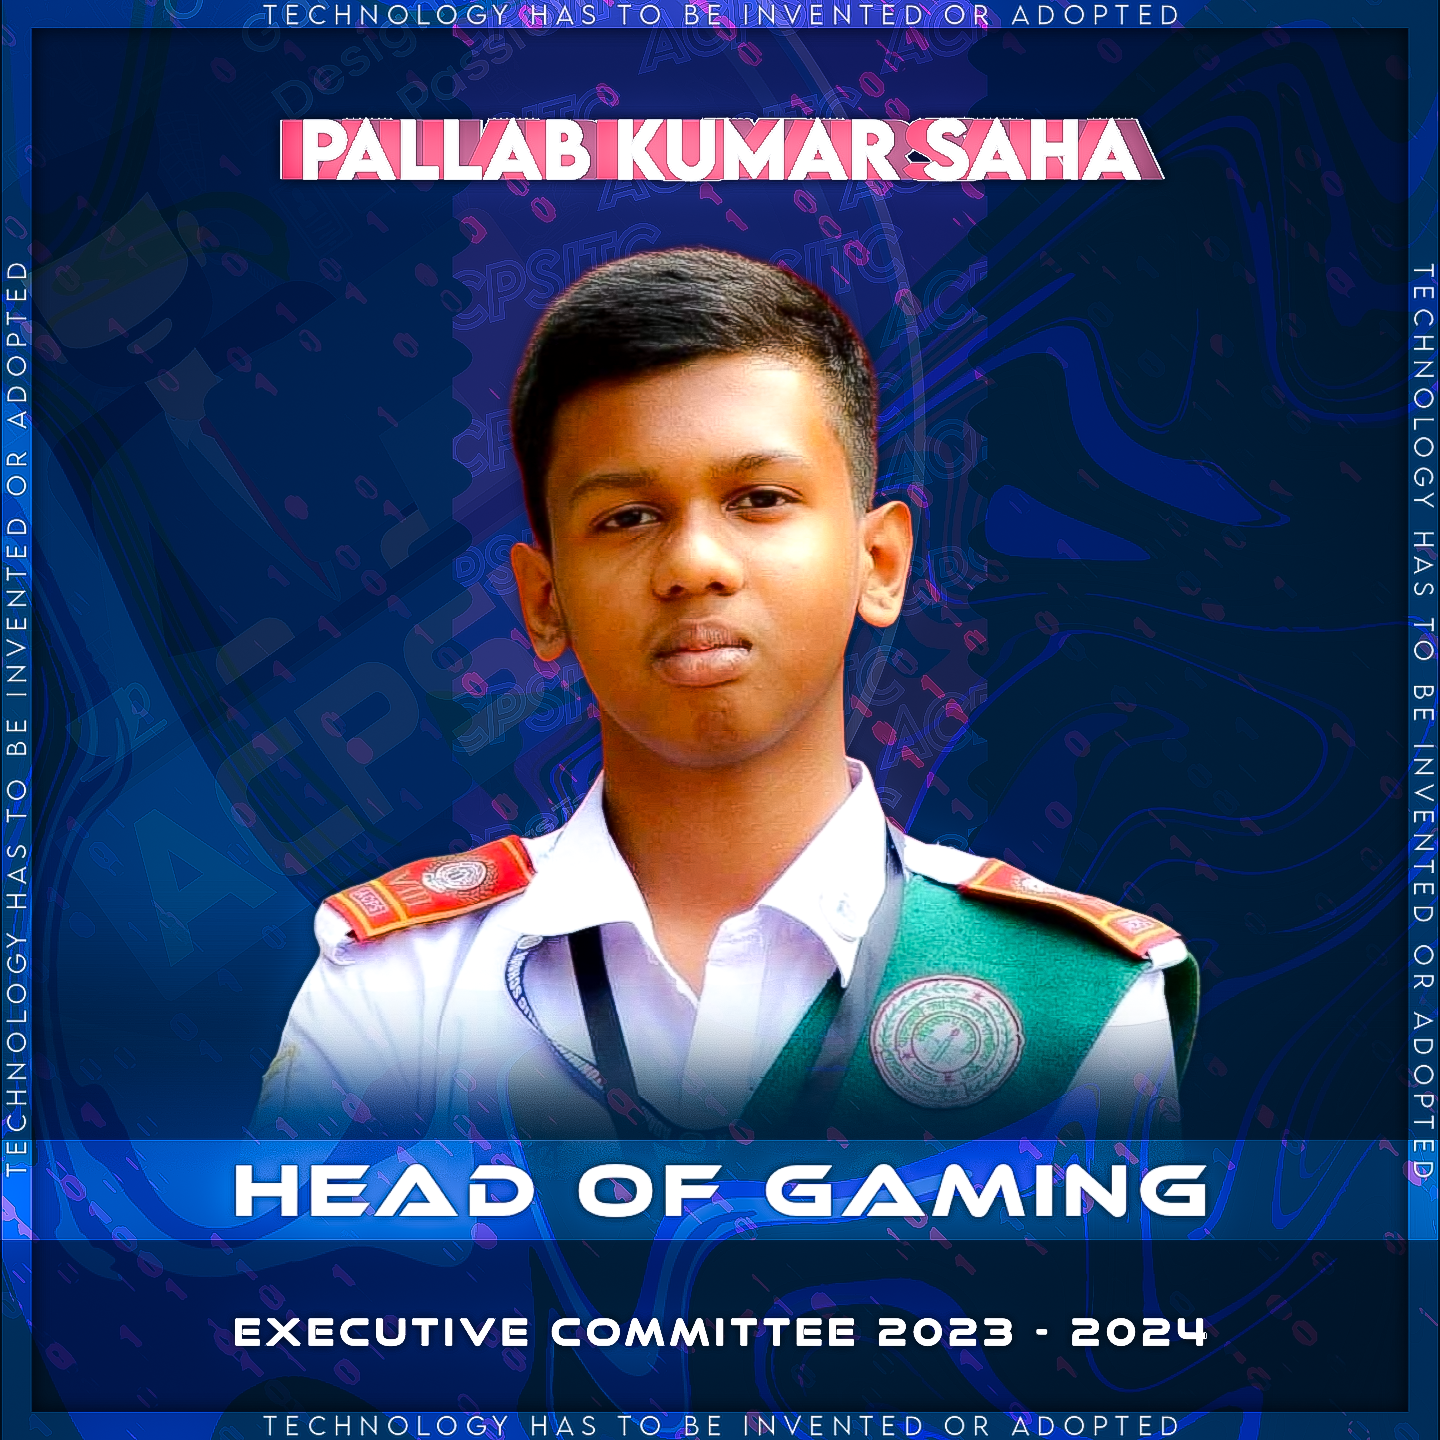 TECHNOLOGY HAS TO BE INVENTED OR ADOPTED
PALLAB KUMAR SAHA
TECHNOLOGY HAS TO BE INVENTED OR ADOPTED
TECHNOLOGY HAS TO BE INVENTED OR ADOPTED
ACPSITC
HEAD OF GAMING
EXECUTIVE COMMITTEE 2023 - 2024
TECHNOLOGY HAS TO BE INVENTED OR ADOPTED